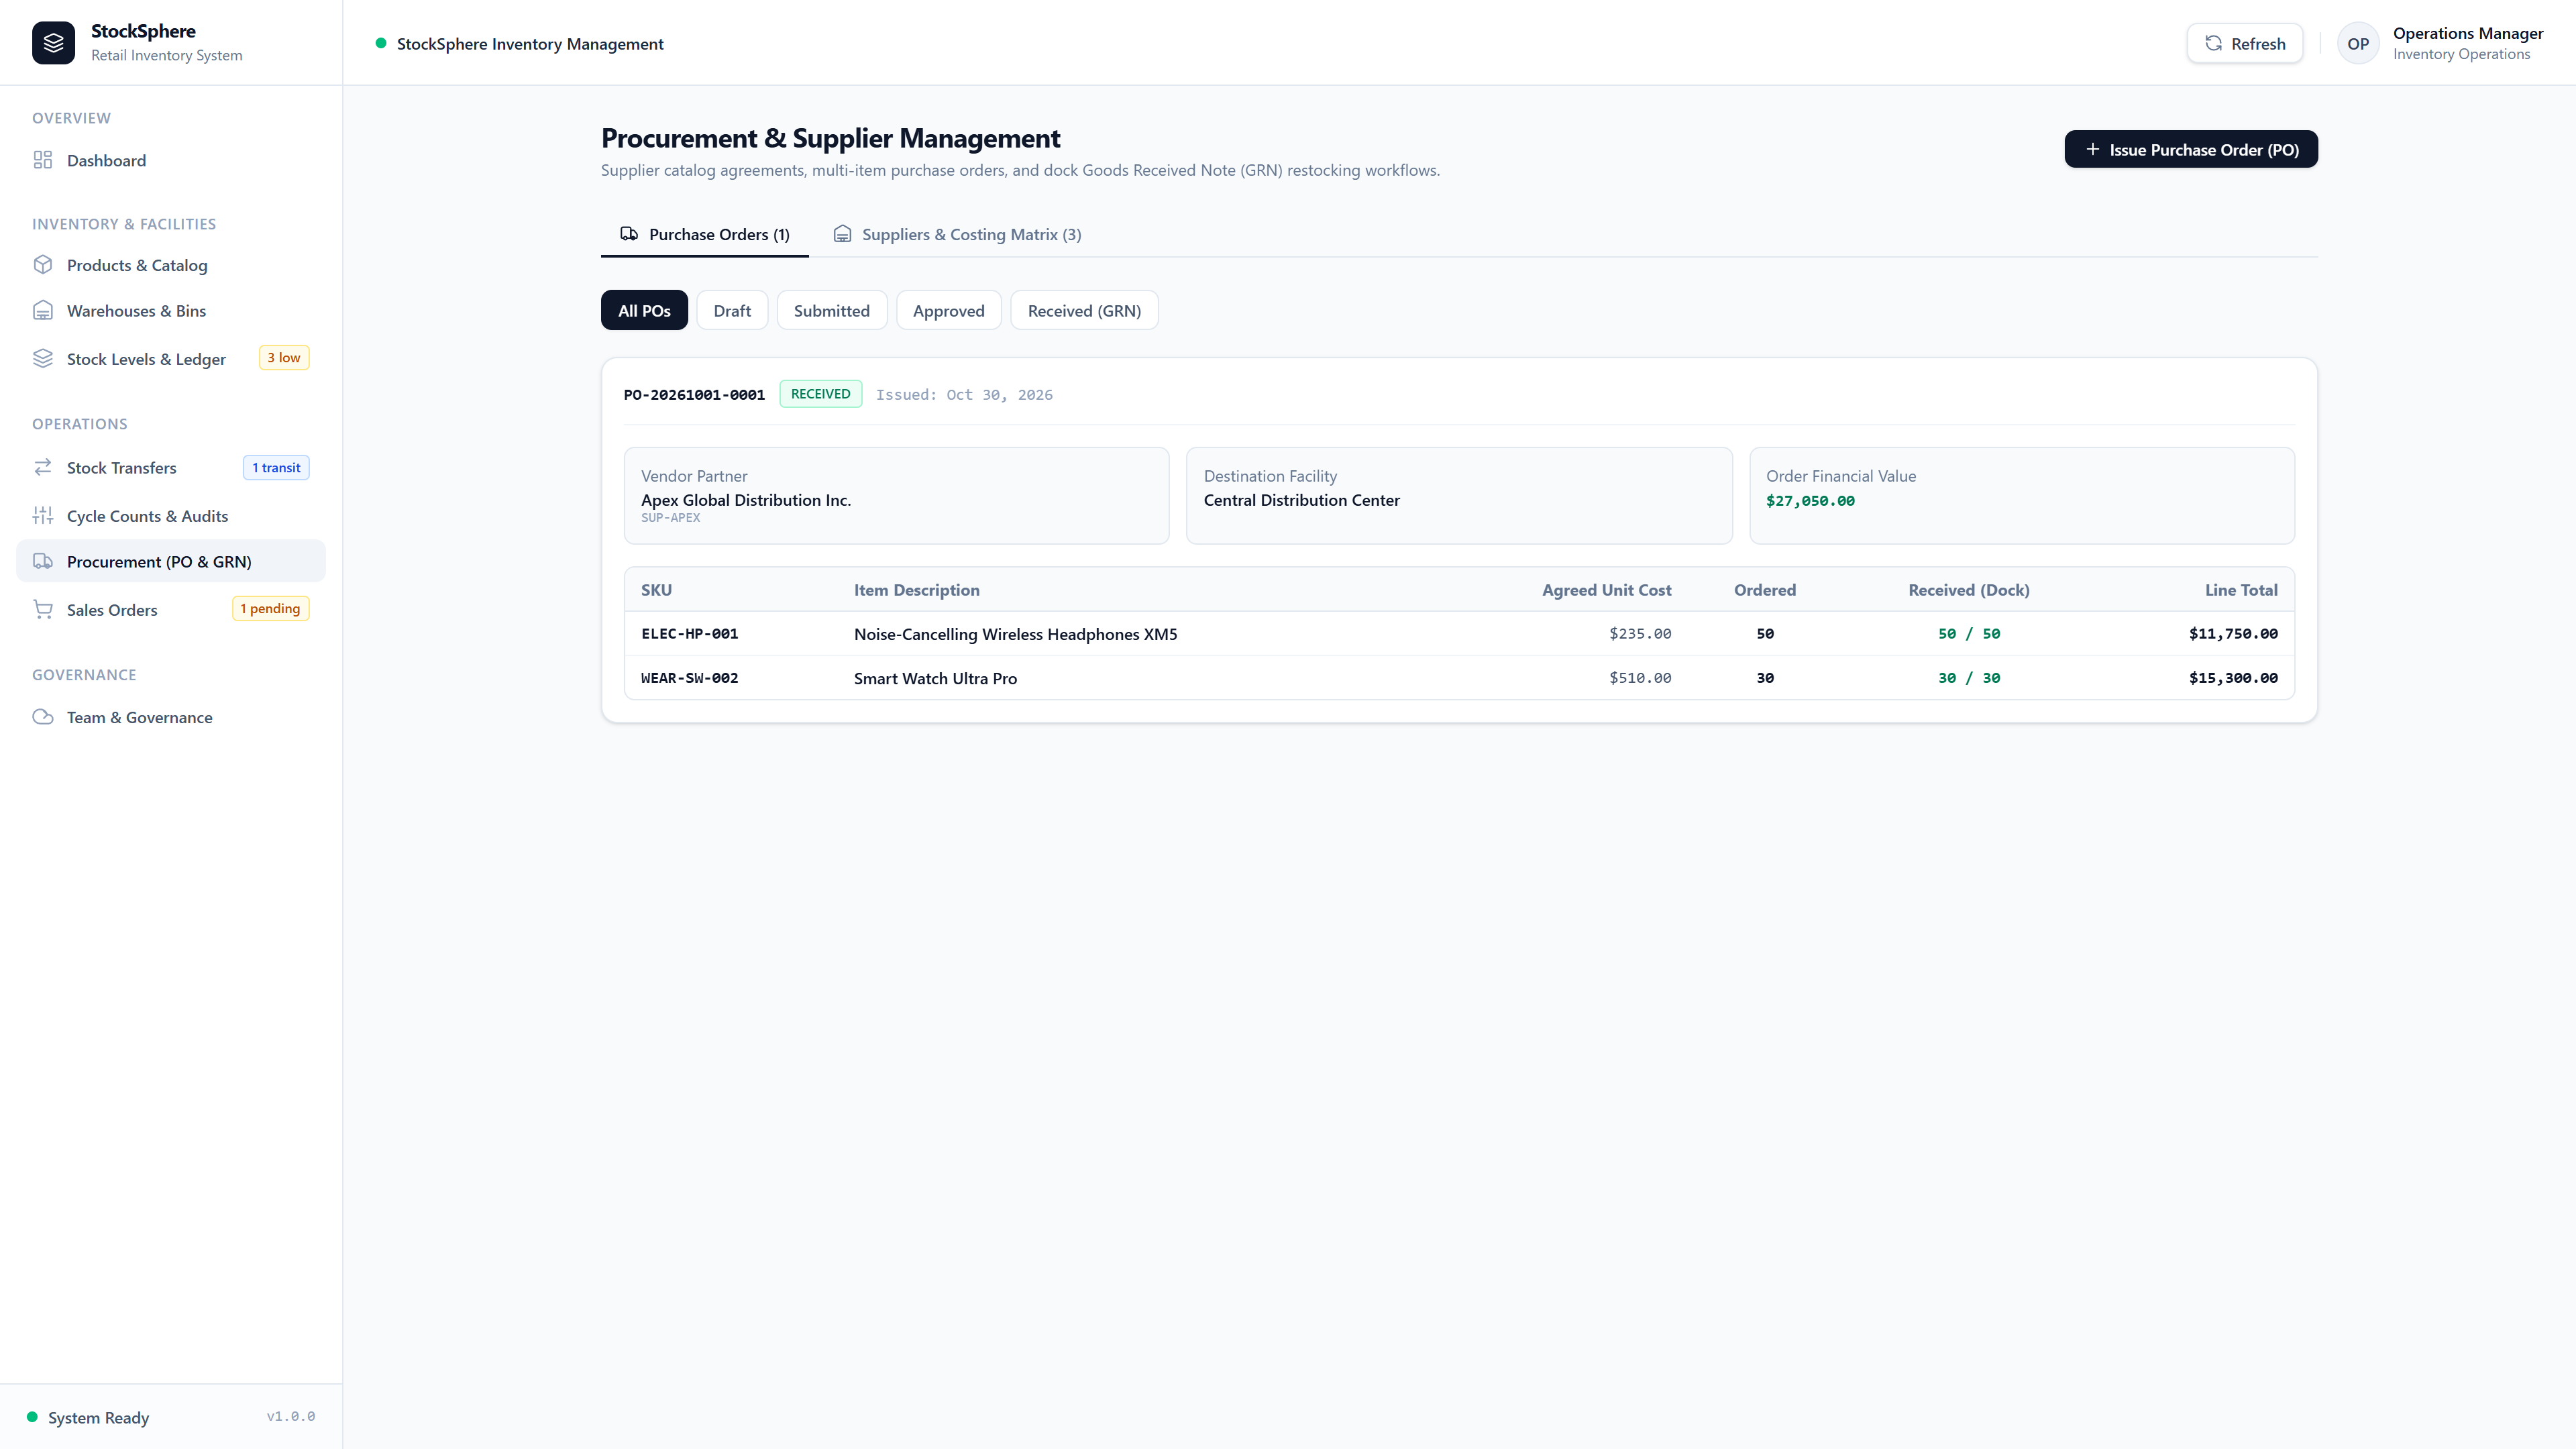 StockSphere
Retail Inventory System
StockSphere Inventory Management
Refresh
OP
Operations Manager
Inventory Operations
OVERVIEW
Dashboard
INVENTORY & FACILITIES
Products & Catalog
Warehouses & Bins
Stock Levels & Ledger 3 low
OPERATIONS
Stock Transfers 1 transit
Cycle Counts & Audits
Procurement (PO & GRN)
Sales Orders 1 pending
GOVERNANCE
Team & Governance
System Ready v1.0.0
Procurement & Supplier Management
Supplier catalog agreements, multi-item purchase orders, and dock Goods Received Note (GRN) restocking workflows.
Issue Purchase Order (PO)
Purchase Orders (1) Suppliers & Costing Matrix (3)
All POs Draft Submitted Approved Received (GRN)
PO-20261001-0001 RECEIVED Issued: Oct 30, 2026
Vendor Partner
Apex Global Distribution Inc.
SUP-APEX
Destination Facility
Central Distribution Center
Order Financial Value
$27,050.00
SKU Item Description Agreed Unit Cost Ordered Received (Dock) Line Total
ELEC-HP-001 Noise-Cancelling Wireless Headphones XM5 $235.00 50 50 / 50 $11,750.00
WEAR-SW-002 Smart Watch Ultra Pro $510.00 30 30 / 30 $15,300.00